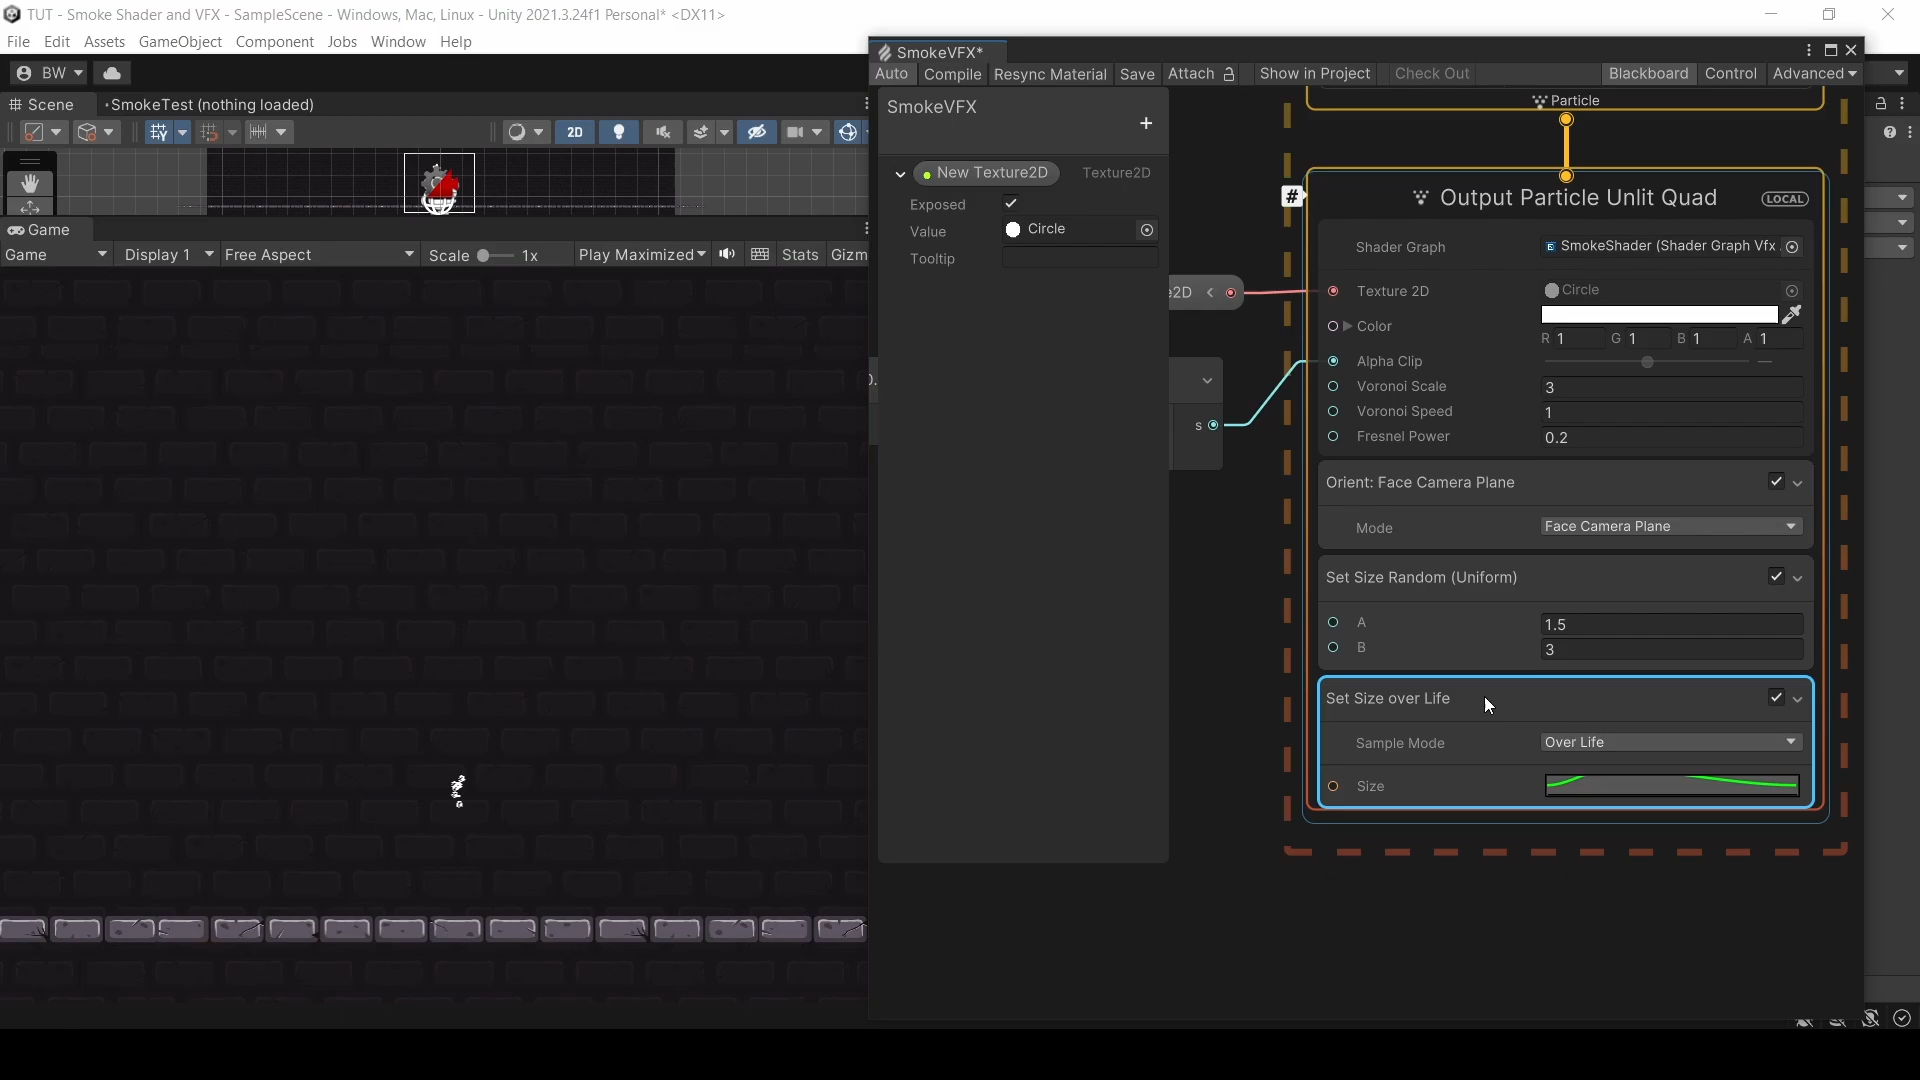 TUT - Smoke Shader and VFX - SampleScene - Windows, Mac, Linux - Unity 2021.3.24f1 Personal* <DX11>
File Edit Assets GameObject Component Jobs Window Help
BW
Scene SmokeTest (nothing loaded)
2D
Game
Game Display 1 Free Aspect Scale 1x Play Maximized Stats Gizm
SmokeVFX*
Auto Compile Resync Material Save Attach Show in Project Check Out Blackboard Control Advanced
SmokeVFX
+
New Texture2D Texture2D
Exposed
Value Circle
Tooltip
e2D
0.
s
Particle
# Output Particle Unlit Quad LOCAL
Shader Graph SmokeShader (Shader Graph Vfx
Texture 2D Circle
Color
R 1 G 1 B 1 A 1
Alpha Clip
Voronoi Scale 3
Voronoi Speed 1
Fresnel Power 0.2
Orient: Face Camera Plane
Mode Face Camera Plane
Set Size Random (Uniform)
A 1.5
B 3
Set Size over Life
Sample Mode Over Life
Size